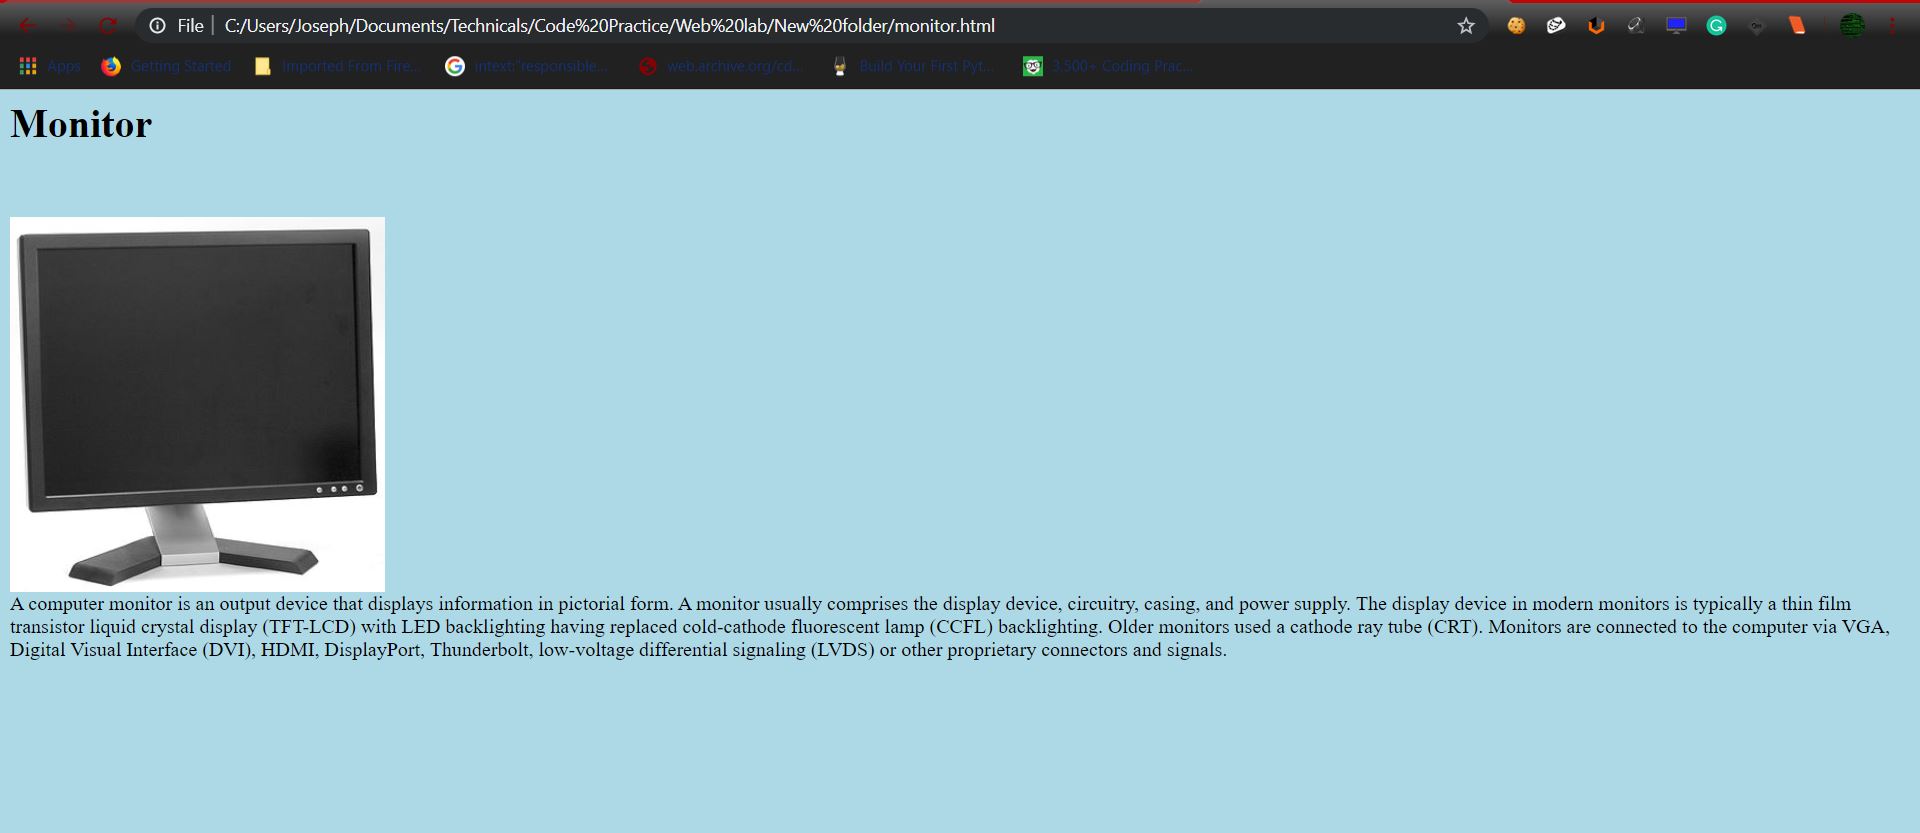 File | C:/Users/Joseph/Documents/Technicals/Code%20Practice/Web%20lab/New%20folder/monitor.html
Apps Getting Started Imported From Fire... intext:"responsible... web.archive.org/cd... Build Your First Pyt... 3,500+ Coding Prac...
Monitor
A computer monitor is an output device that displays information in pictorial form. A monitor usually comprises the display device, circuitry, casing, and power supply. The display device in modern monitors is typically a thin film
transistor liquid crystal display (TFT-LCD) with LED backlighting having replaced cold-cathode fluorescent lamp (CCFL) backlighting. Older monitors used a cathode ray tube (CRT). Monitors are connected to the computer via VGA,
Digital Visual Interface (DVI), HDMI, DisplayPort, Thunderbolt, low-voltage differential signaling (LVDS) or other proprietary connectors and signals.